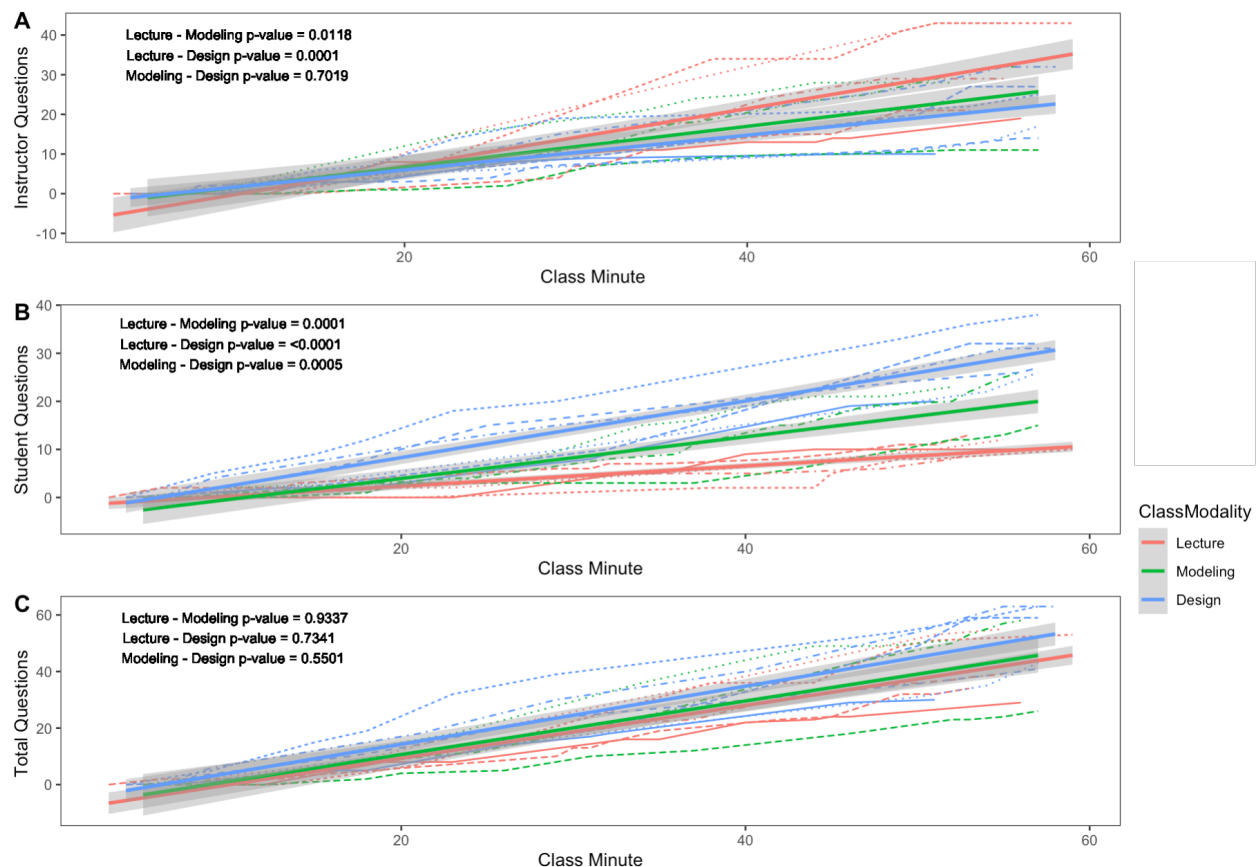 A
Lecture - Modeling p-value = 0.0118
Lecture - Design p-value = 0.0001
Modeling - Design p-value = 0.7019
Instructor Questions
40
30
20
10
0
-10
20
40
60
Class Minute
B
Lecture - Modeling p-value = 0.0001
Lecture - Design p-value = <0.0001
Modeling - Design p-value = 0.0005
Student Questions
40
30
20
10
0
20
40
60
Class Minute
C
Lecture - Modeling p-value = 0.9337
Lecture - Design p-value = 0.7341
Modeling - Design p-value = 0.5501
Total Questions
60
40
20
0
20
40
60
Class Minute
ClassModality
Lecture
Modeling
Design